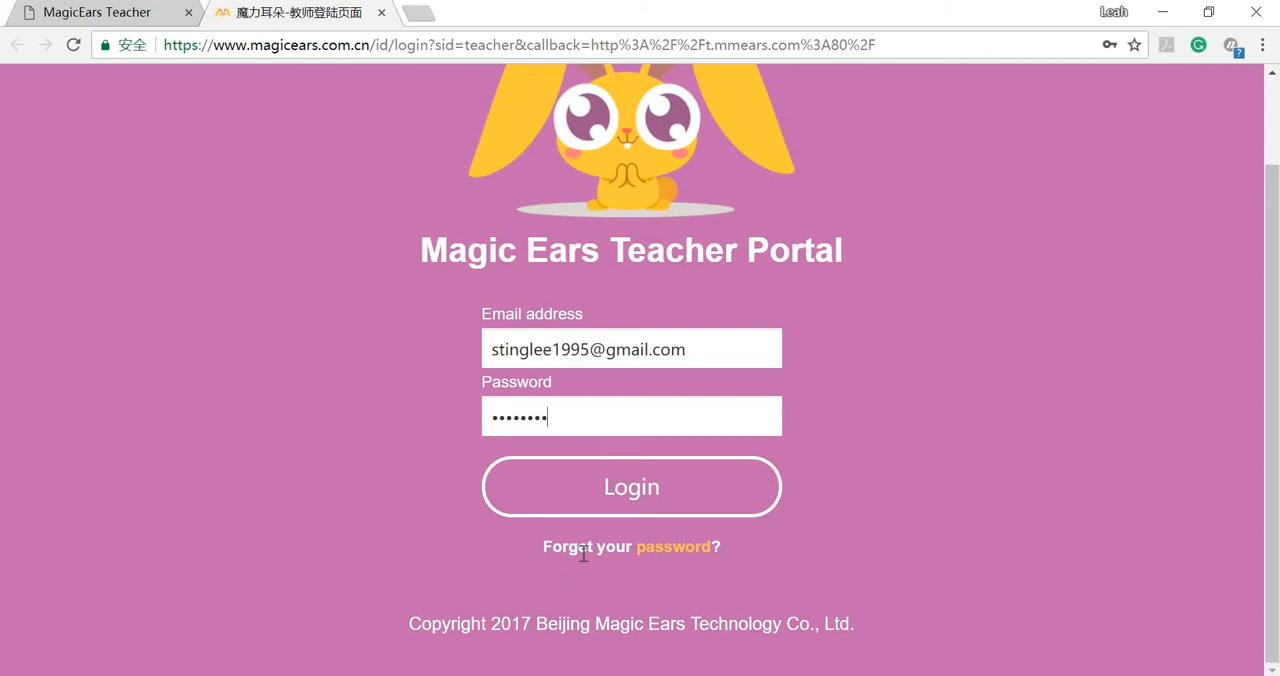 MagicEars Teacher
魔力耳朵-教师登陆页面
Leah
安全
https://www.magicears.com.cn/id/login?sid=teacher&callback=http%3A%2F%2Ft.mmears.com%3A80%2F
Magic Ears Teacher Portal
Email address
stinglee1995@gmail.com
Password
••••••••
Login
Forget your password?
Copyright 2017 Beijing Magic Ears Technology Co., Ltd.